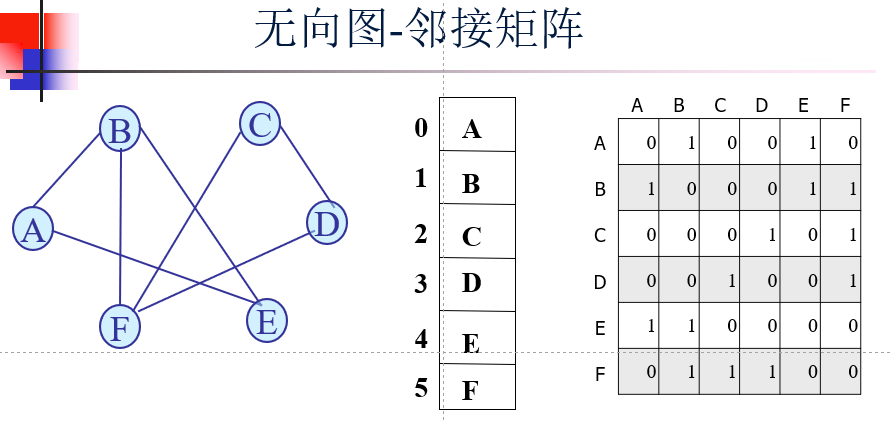 无向图-邻接矩阵
B
C
A
D
F
E
0 A
1 B
2 C
3 D
4 E
5 F
A B C D E F
A 0 1 0 0 1 0
B 1 0 0 0 1 1
C 0 0 0 1 0 1
D 0 0 1 0 0 1
E 1 1 0 0 0 0
F 0 1 1 1 0 0